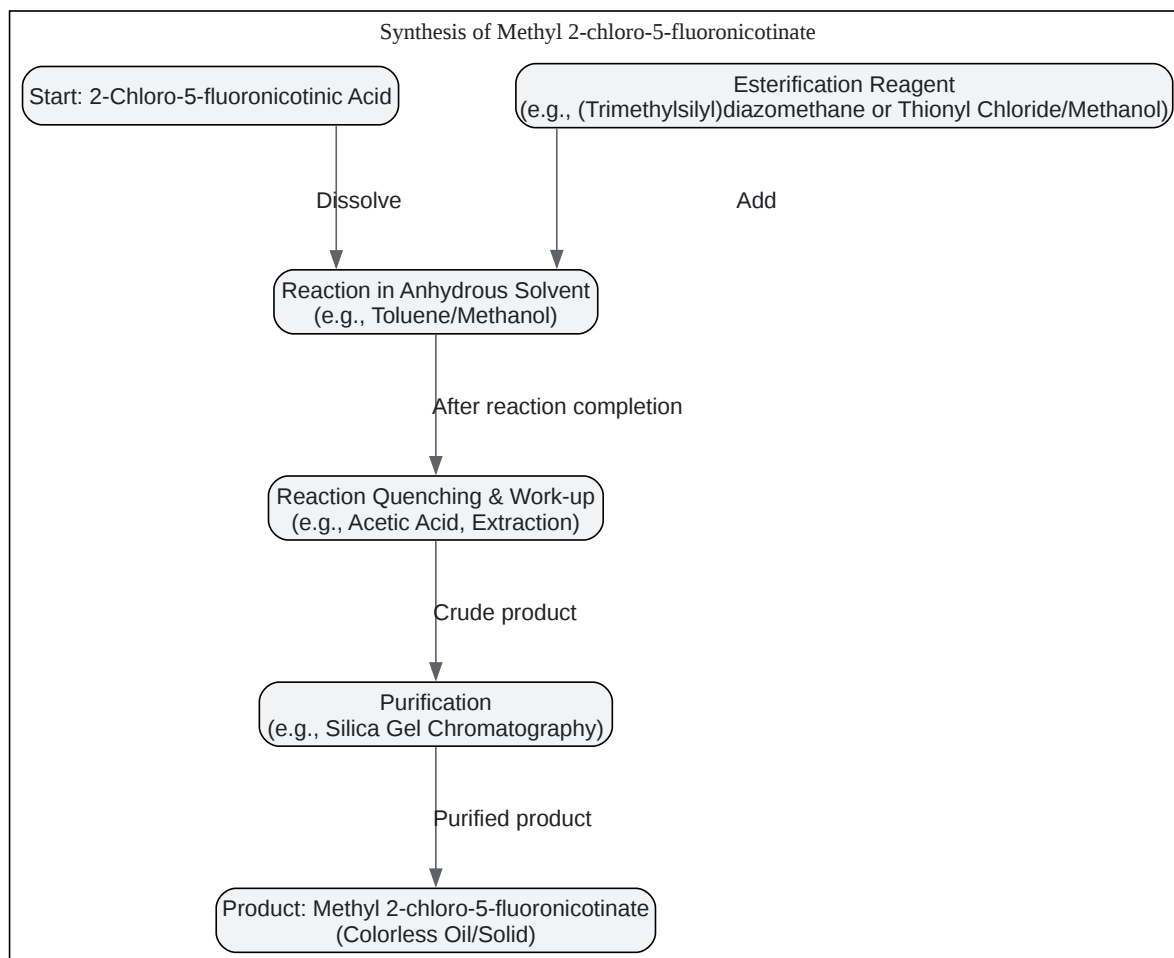 Synthesis of Methyl 2-chloro-5-fluoronicotinate
Start: 2-Chloro-5-fluoronicotinic Acid
Esterification Reagent
(e.g., (Trimethylsilyl)diazomethane or Thionyl Chloride/Methanol)
Dissolve
Add
Reaction in Anhydrous Solvent
(e.g., Toluene/Methanol)
After reaction completion
Reaction Quenching & Work-up
(e.g., Acetic Acid, Extraction)
Crude product
Purification
(e.g., Silica Gel Chromatography)
Purified product
Product: Methyl 2-chloro-5-fluoronicotinate
(Colorless Oil/Solid)